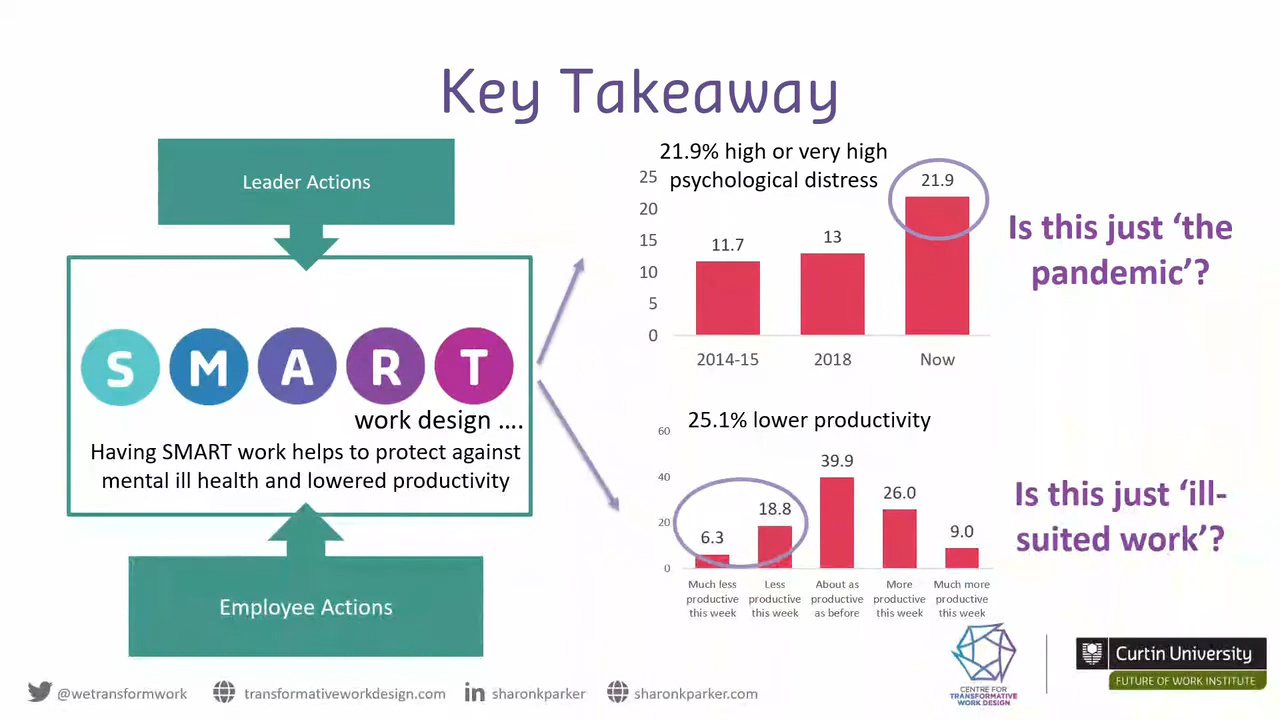 Key Takeaway
Leader Actions
S M A R T
work design ....
Having SMART work helps to protect against
mental ill health and lowered productivity
Employee Actions
21.9% high or very high
psychological distress
25
20
15
10
5
0
11.7
13
21.9
2014-15
2018
Now
Is this just ‘the
pandemic’?
25.1% lower productivity
60
40
20
0
6.3
18.8
39.9
26.0
9.0
Much less
productive
this week
Less
productive
this week
About as
productive
as before
More
productive
this week
Much more
productive
this week
Is this just ‘ill-
suited work’?
@wetransformwork
transformativeworkdesign.com
in sharonkparker
sharonkparker.com
CENTRE FOR
TRANSFORMATIVE
WORK DESIGN
Curtin University
FUTURE OF WORK INSTITUTE